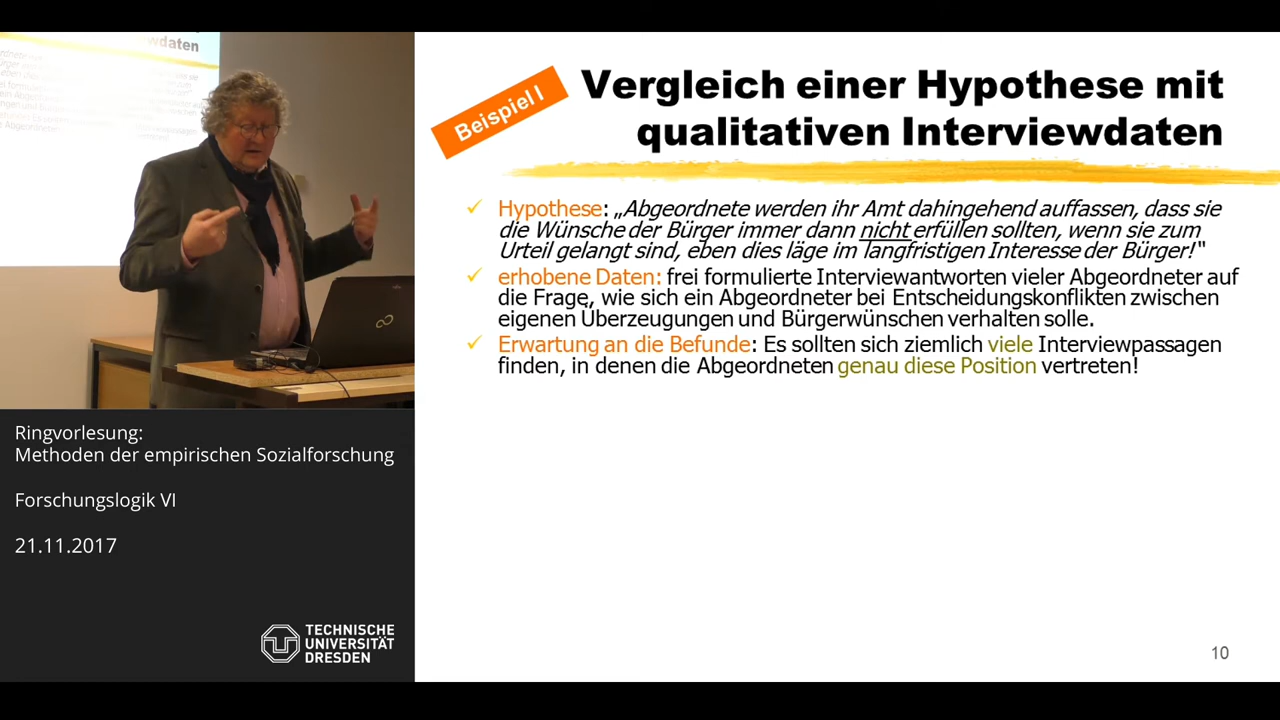 wdaten
Beispiel I
Vergleich einer Hypothese mit
qualitativen Interviewdaten
Hypothese: „Abgeordnete werden ihr Amt dahingehend auffassen, dass sie
die Wünsche der Bürger immer dann nicht erfüllen sollten, wenn sie zum
Urteil gelangt sind, eben dies läge im langfristigen Interesse der Bürger!“
erhobene Daten: frei formulierte Interviewantworten vieler Abgeordneter auf
die Frage, wie sich ein Abgeordneter bei Entscheidungskonflikten zwischen
eigenen Überzeugungen und Bürgerwünschen verhalten solle.
Erwartung an die Befunde: Es sollten sich ziemlich viele Interviewpassagen
finden, in denen die Abgeordneten genau diese Position vertreten!
10
Ringvorlesung:
Methoden der empirischen Sozialforschung
Forschungslogik VI
21.11.2017
TECHNISCHE
UNIVERSITÄT
DRESDEN